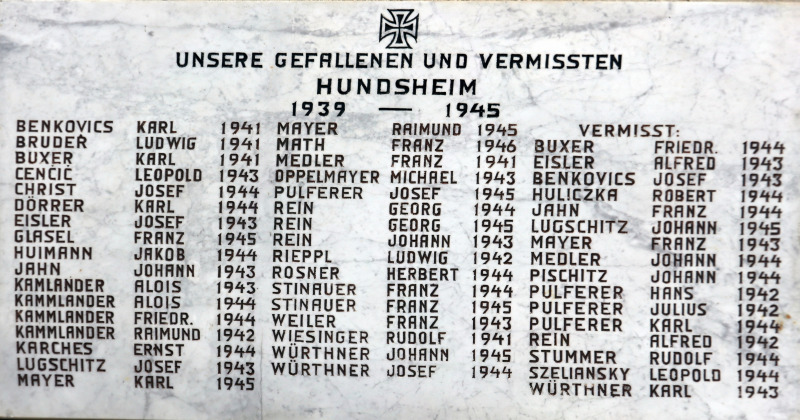 UNSERE GEFALLENEN UND VERMISSTEN
HUNDSHEIM
1939 — 1945
BENKOVICS KARL 1941
BRUDER LUDWIG 1941
BUXER KARL 1941
CENČIČ LEOPOLD 1943
CHRIST JOSEF 1944
DÖRRER KARL 1944
EISLER JOSEF 1943
GLASEL FRANZ 1945
HUIMANN JAKOB 1944
JAHN JOHANN 1943
KAMLANDER ALOIS 1943
KAMMLANDER ALOIS 1944
KAMMLANDER FRIEDR. 1944
KAMMLANDER RAIMUND 1942
KARCHES ERNST 1944
LUGSCHITZ JOSEF 1943
MAYER KARL 1945
MAYER RAIMUND 1945
MATH FRANZ 1946
MEDLER FRANZ 1941
OPPELMAYER MICHAEL 1943
PULFERER JOSEF 1945
REIN GEORG 1944
REIN GEORG 1945
REIN JOHANN 1943
RIEPPL LUDWIG 1942
ROSNER HERBERT 1944
STINAUER FRANZ 1944
STINAUER FRANZ 1945
WEILER FRANZ 1943
WIESINGER RUDOLF 1941
WÜRTHNER JOHANN 1945
WÜRTHNER JOSEF 1944
VERMISST:
BUXER FRIEDR. 1944
EISLER ALFRED 1943
BENKOVICS JOSEF 1943
HULICZKA ROBERT 1944
JAHN FRANZ 1944
LUGSCHITZ JOHANN 1945
MAYER FRANZ 1943
MEDLER JOHANN 1944
PISCHITZ JOHANN 1944
PULFERER HANS 1942
PULFERER JULIUS 1942
PULFERER KARL 1944
REIN ALFRED 1942
STUMMER RUDOLF 1944
SZELIANSKY LEOPOLD 1944
WÜRTHNER KARL 1943